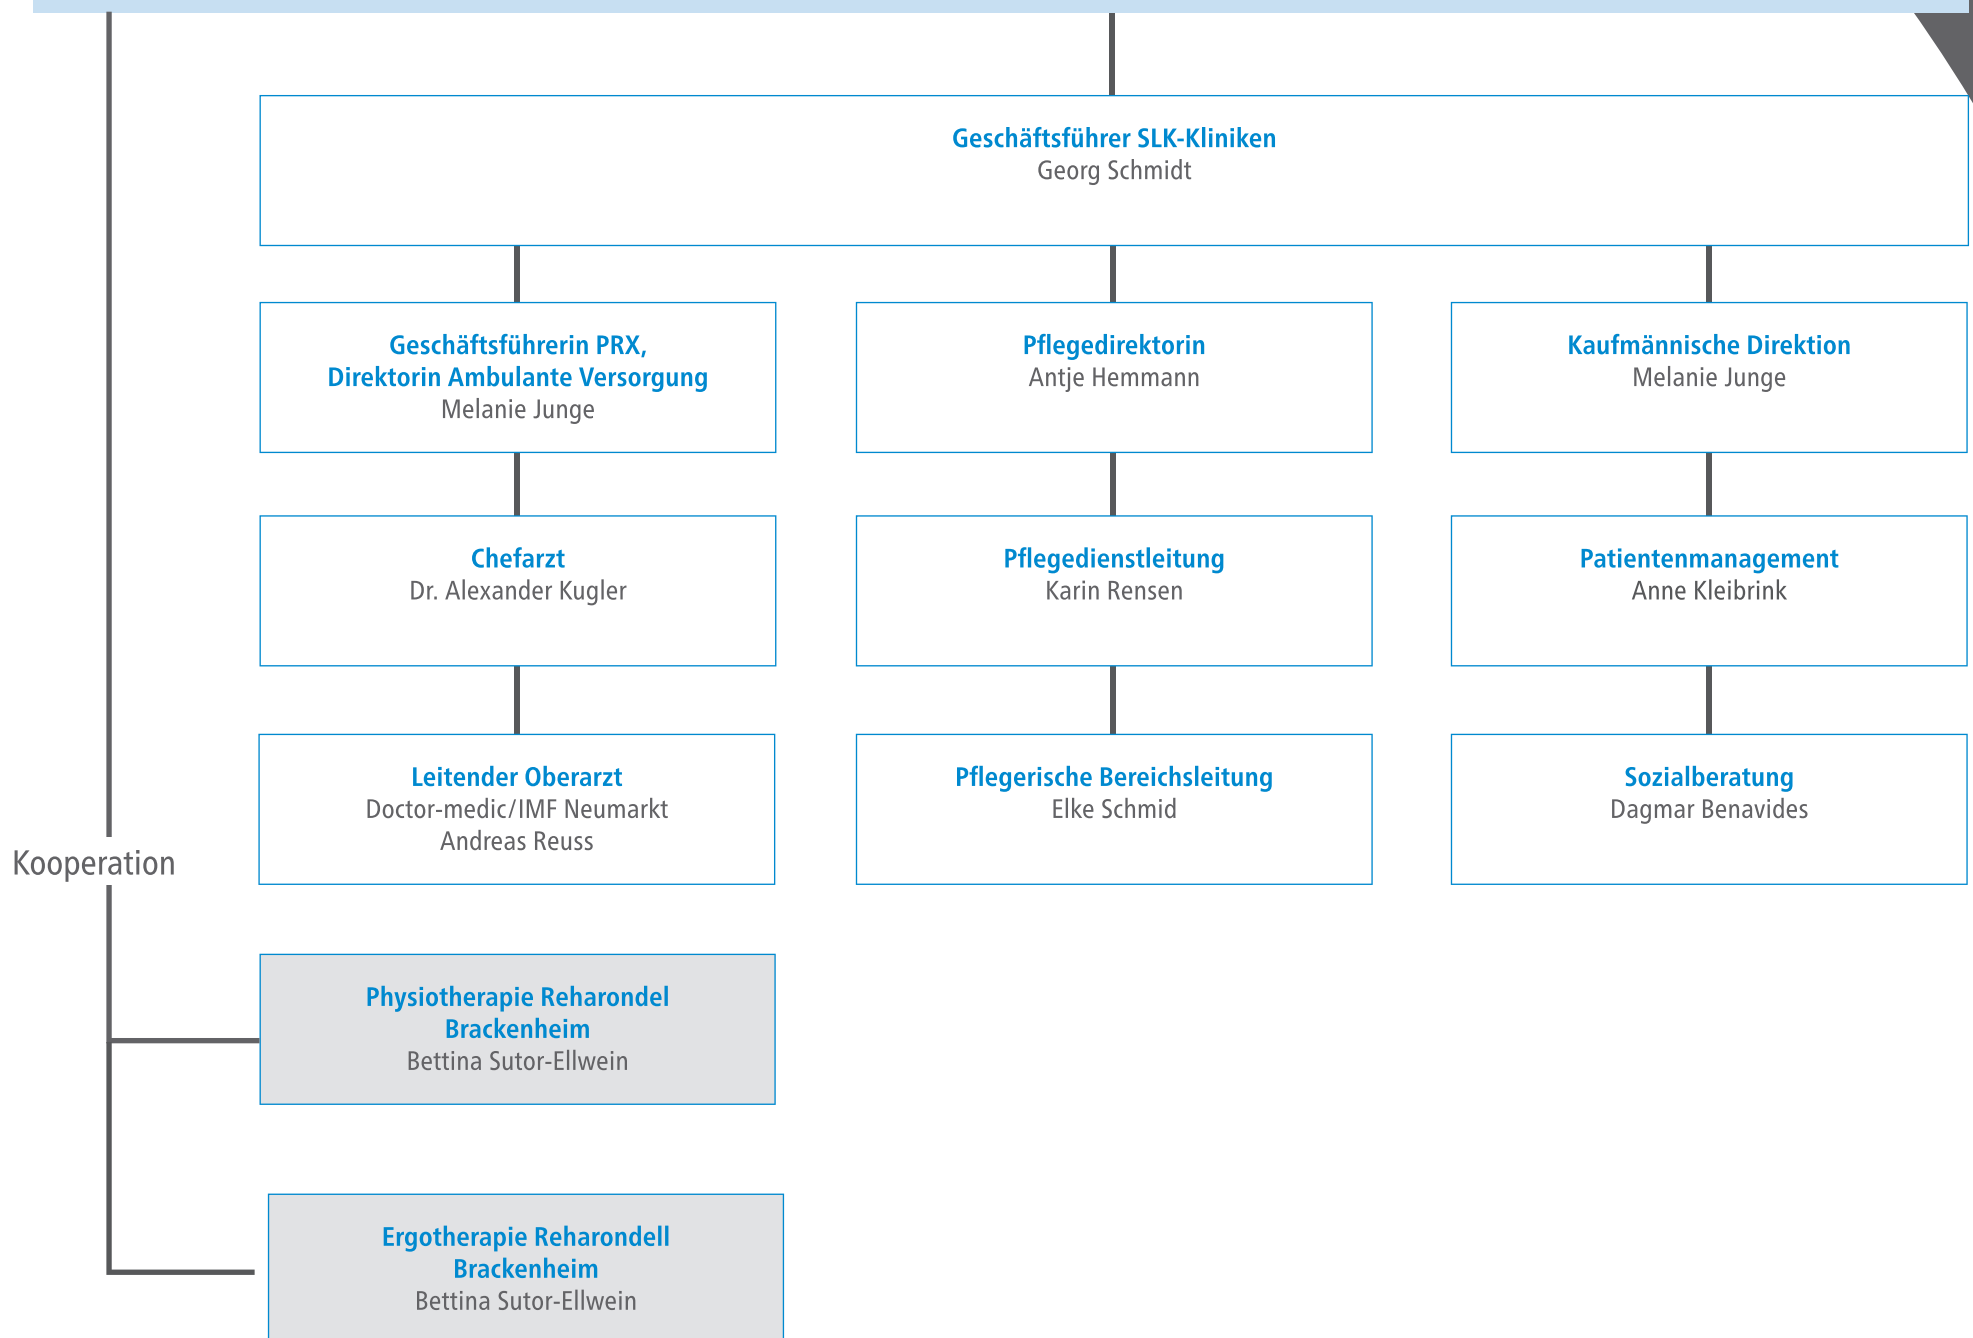 Geschäftsführer SLK-Kliniken
Georg Schmidt
Geschäftsführerin PRX,
Direktorin Ambulante Versorgung
Melanie Junge
Pflegedirektorin
Antje Hemmann
Kaufmännische Direktion
Melanie Junge
Chefarzt
Dr. Alexander Kugler
Pflegedienstleitung
Karin Rensen
Patientenmanagement
Anne Kleibrink
Leitender Oberarzt
Doctor-medic/IMF Neumarkt
Andreas Reuss
Pflegerische Bereichsleitung
Elke Schmid
Sozialberatung
Dagmar Benavides
Kooperation
Physiotherapie Reharondel
Brackenheim
Bettina Sutor-Ellwein
Ergotherapie Reharondell
Brackenheim
Bettina Sutor-Ellwein